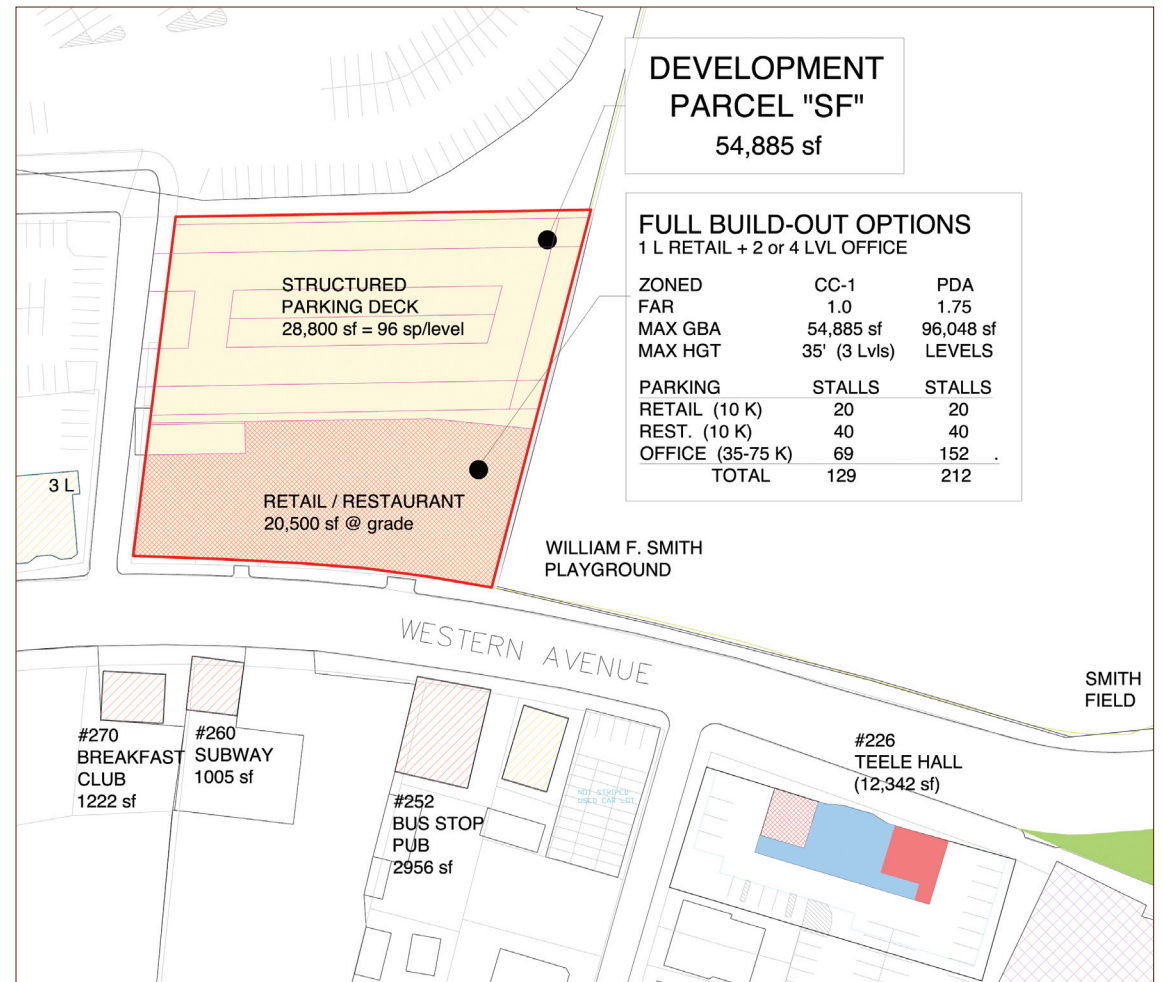 DEVELOPMENT
PARCEL "SF"
54,885 sf
FULL BUILD-OUT OPTIONS
1 L RETAIL + 2 or 4 LVL OFFICE
ZONED CC-1 PDA
FAR 1.0 1.75
MAX GBA 54,885 sf 96,048 sf
MAX HGT 35' (3 Lvls) LEVELS
PARKING STALLS STALLS
RETAIL (10 K) 20 20
REST. (10 K) 40 40
OFFICE (35-75 K) 69 152 .
TOTAL 129 212
STRUCTURED
PARKING DECK
28,800 sf = 96 sp/level
3 L
RETAIL / RESTAURANT
20,500 sf @ grade
WILLIAM F. SMITH
PLAYGROUND
WESTERN AVENUE
SMITH
FIELD
#270
BREAKFAST
CLUB
1222 sf
#260
SUBWAY
1005 sf
#252
BUS STOP
PUB
2956 sf
NOT STRIPED
USED CAR LOT
#226
TEELE HALL
(12,342 sf)